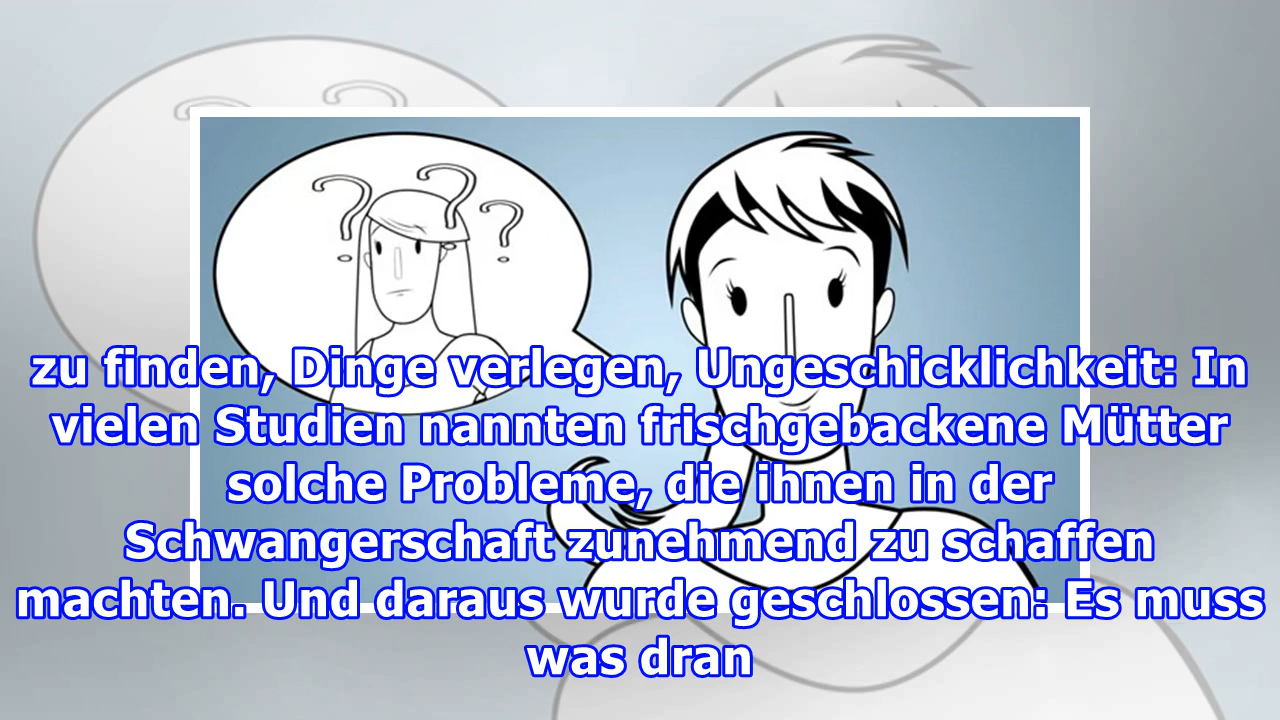 zu finden, Dinge verlegen, Ungeschicklichkeit: In
vielen Studien nannten frischgebackene Mütter
solche Probleme, die ihnen in der
Schwangerschaft zunehmend zu schaffen
machten. Und daraus wurde geschlossen: Es muss
was dran